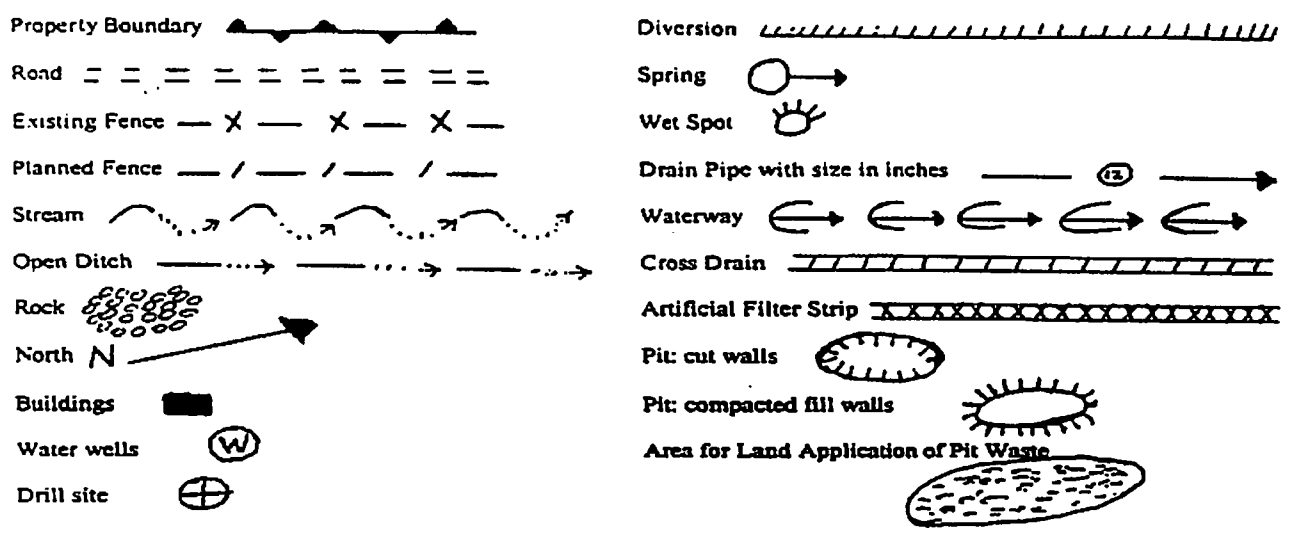 Property Boundary
Road
Existing Fence
Planned Fence
Stream
Open Ditch
Rock
North N
Buildings
Water wells W
Drill site
Diversion
Spring
Wet Spot
Drain Pipe with size in inches 12
Waterway
Cross Drain
Artificial Filter Strip
Pit: cut walls
Pit: compacted fill walls
Area for Land Application of Pit Waste